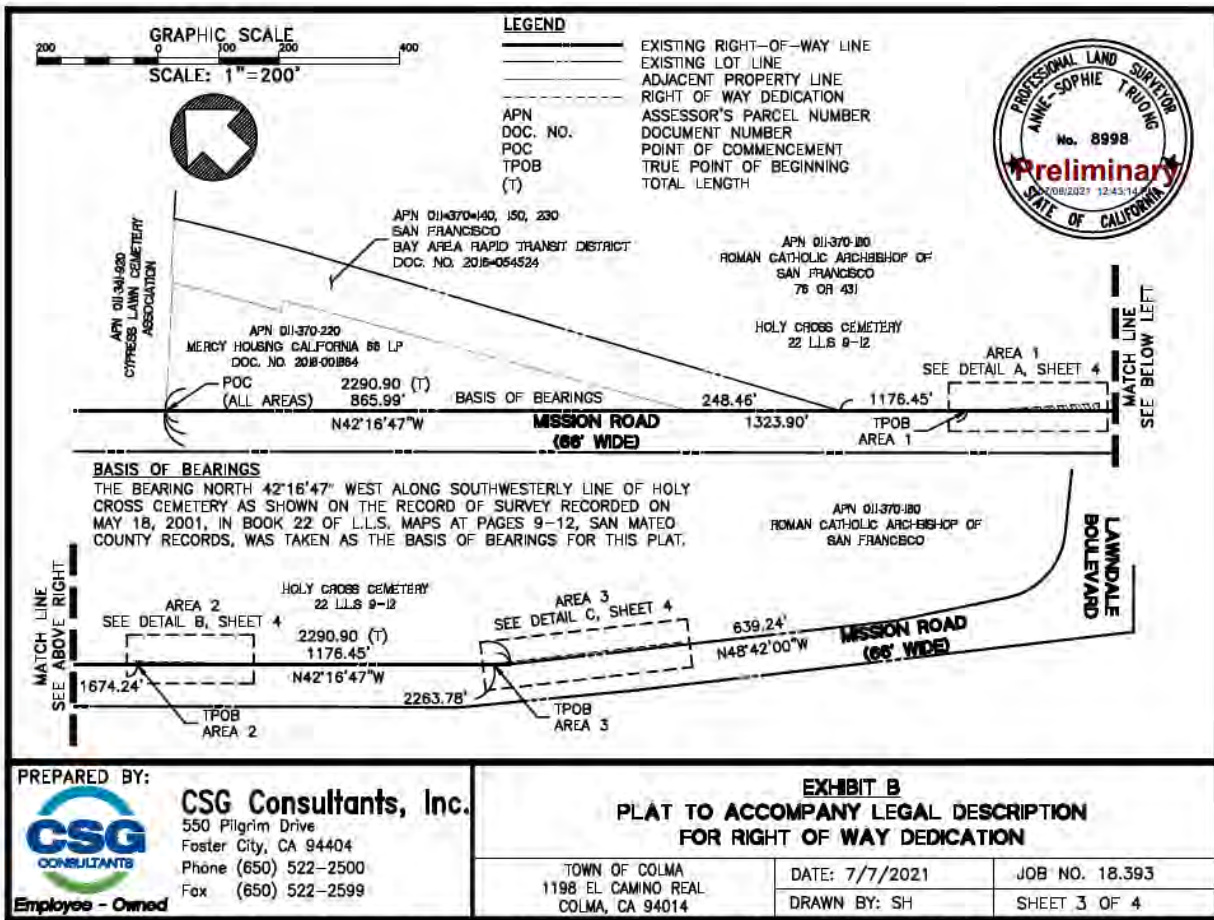 GRAPHIC SCALE
200 0 100 200 400
SCALE: 1"=200'
LEGEND
EXISTING RIGHT-OF-WAY LINE
EXISTING LOT LINE
ADJACENT PROPERTY LINE
RIGHT OF WAY DEDICATION
APN ASSESSOR'S PARCEL NUMBER
DOC. NO. DOCUMENT NUMBER
POC POINT OF COMMENCEMENT
TPOB TRUE POINT OF BEGINNING
(T) TOTAL LENGTH
PROFESSIONAL LAND SURVEYOR
ANNE-SOPHIE TRUONG
No. 8998
Preliminary
07/08/2021 12:43:14
STATE OF CALIFORNIA
APN 011-341-920
CYPRESS LAWN CEMETERY
ASSOCIATION
APN 011-370-140, 150, 230
SAN FRANCISCO
BAY AREA RAPID TRANSIT DISTRICT
DOC. NO. 2016-054524
APN 011-370-180
ROMAN CATHOLIC ARCHBISHOP OF
SAN FRANCISCO
76 OR 431
HOLY CROSS CEMETERY
22 LLS 9-12
APN 011-370-220
MERCY HOUSING CALIFORNIA 66 LP
DOC. NO.
AREA 1
SEE DETAIL A, SHEET 4
MATCH LINE
SEE BELOW LEFT
POC
(ALL AREAS)
2290.90 (T)
865.99'
BASIS OF BEARINGS
248.46'
1176.45'
N42°16'47"W
MISSION ROAD
(66' WIDE)
1323.90'
TPOB
AREA 1
BASIS OF BEARINGS
THE BEARING NORTH 42°16'47" WEST ALONG SOUTHWESTERLY LINE OF HOLY
CROSS CEMETERY AS SHOWN ON THE RECORD OF SURVEY RECORDED ON
MAY 18, 2001, IN BOOK 22 OF L.L.S. MAPS AT PAGES 9-12, SAN MATEO
COUNTY RECORDS, WAS TAKEN AS THE BASIS OF BEARINGS FOR THIS PLAT.
APN 011-370-180
ROMAN CATHOLIC ARCHBISHOP OF
SAN FRANCISCO
LAWNDALE
BOULEVARD
MATCH LINE
SEE ABOVE RIGHT
AREA 2
SEE DETAIL B, SHEET 4
HOLY CROSS CEMETERY
22 LLS 9-12
2290.90 (T)
1176.45'
N42°16'47"W
AREA 3
SEE DETAIL C, SHEET 4
639.24'
N48°42'00"W
MISSION ROAD
(66' WIDE)
1674.24'
TPOB
AREA 2
2263.78'
TPOB
AREA 3
PREPARED BY:
CSG
CONSULTANTS
Employee - Owned
CSG Consultants, Inc.
550 Pilgrim Drive
Foster City, CA 94404
Phone (650) 522-2500
Fax (650) 522-2599
EXHIBIT B
PLAT TO ACCOMPANY LEGAL DESCRIPTION
FOR RIGHT OF WAY DEDICATION
TOWN OF COLMA
1198 EL CAMINO REAL
COLMA, CA 94014
DATE: 7/7/2021
JOB NO. 18.393
DRAWN BY: SH
SHEET 3 OF 4